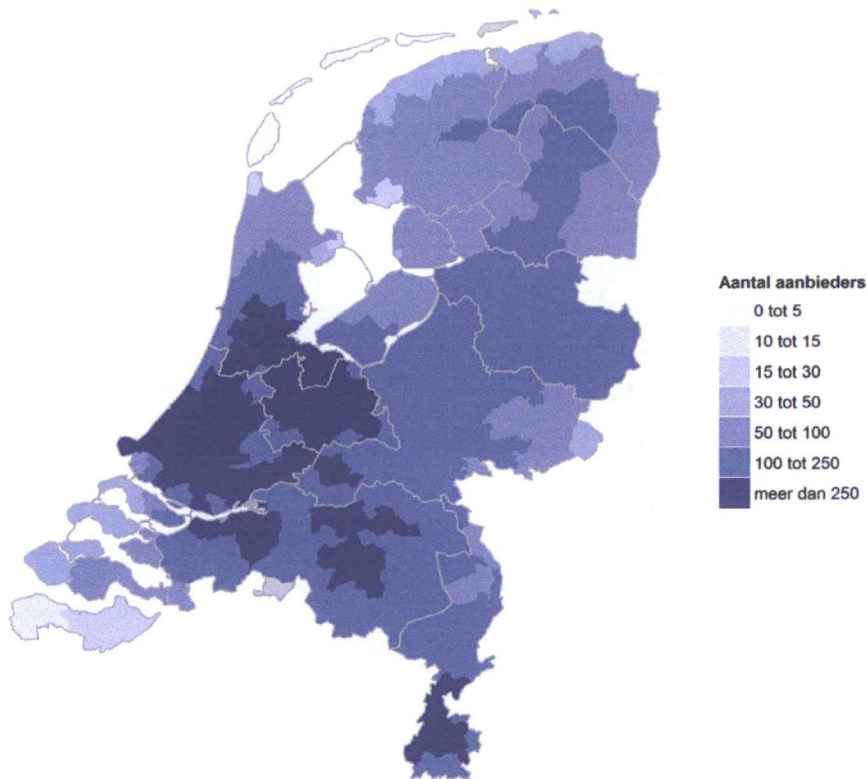 Aantal aanbieders
0 tot 5
10 tot 15
15 tot 30
30 tot 50
50 tot 100
100 tot 250
meer dan 250